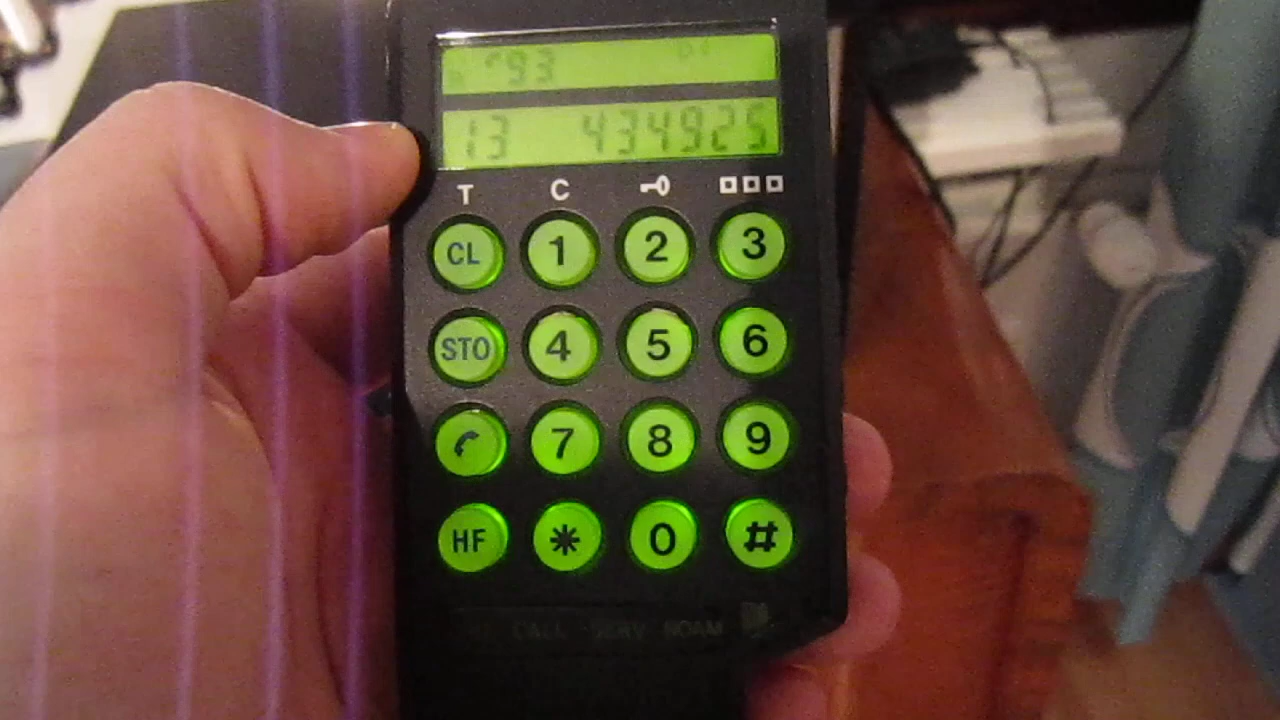 93
13 434925
T C
CL 1 2 3
STO 4 5 6
7 8 9
HF * 0 #
CALL SERV ROAM